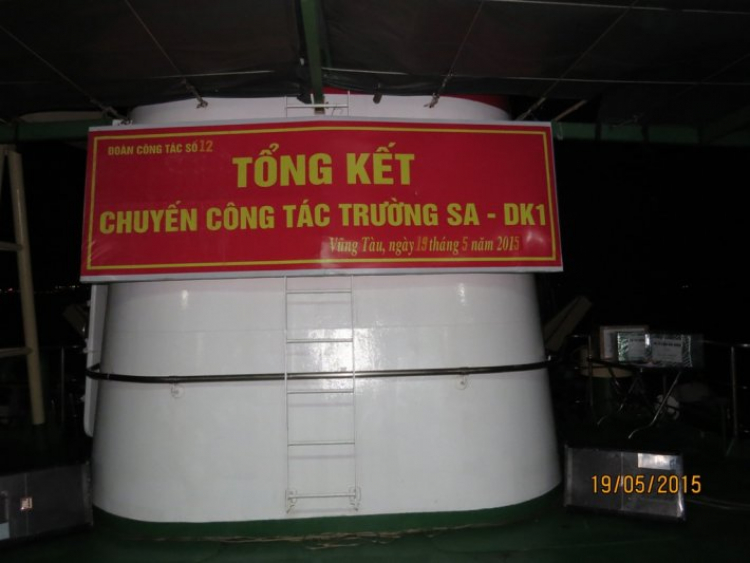 ĐOÀN CÔNG TÁC SỐ 12
TỔNG KẾT
CHUYẾN CÔNG TÁC TRƯỜNG SA - DK1
Vũng Tàu, ngày 19 tháng 5 năm 2015
19/05/2015